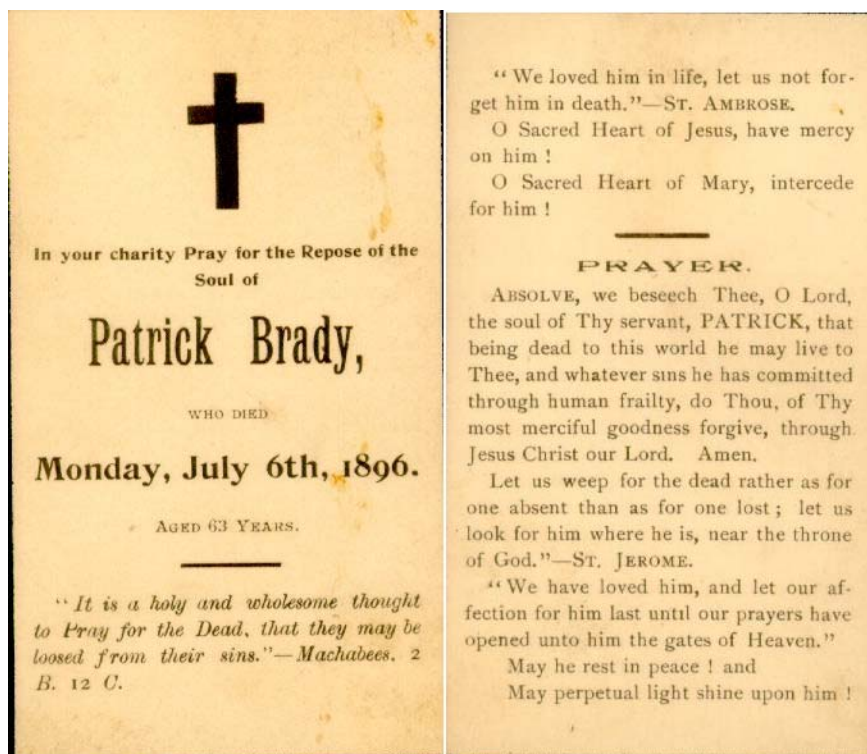 In your charity Pray for the Repose of the
Soul of
Patrick Brady,
WHO DIED
Monday, July 6th, 1896.
AGED 63 YEARS.
"It is a holy and wholesome thought
to Pray for the Dead, that they may be
loosed from their sins."—Machabees. 2
B. 12 C.
"We loved him in life, let us not for-
get him in death."—ST. AMBROSE.
O Sacred Heart of Jesus, have mercy
on him !
O Sacred Heart of Mary, intercede
for him !
PRAYER.
ABSOLVE, we beseech Thee, O Lord,
the soul of Thy servant, PATRICK, that
being dead to this world he may live to
Thee, and whatever sins he has committed
through human frailty, do Thou, of Thy
most merciful goodness forgive, through
Jesus Christ our Lord. Amen.
Let us weep for the dead rather as for
one absent than as for one lost ; let us
look for him where he is, near the throne
of God."—ST. JEROME.
"We have loved him, and let our af-
fection for him last until our prayers have
opened unto him the gates of Heaven."
May he rest in peace ! and
May perpetual light shine upon him !